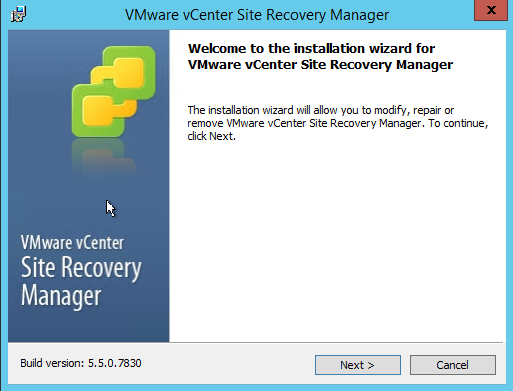 VMware vCenter Site Recovery Manager
x
Welcome to the installation wizard for
VMware vCenter Site Recovery Manager
The installation wizard will allow you to modify, repair or
remove VMware vCenter Site Recovery Manager. To continue,
click Next.
VMware vCenter
Site Recovery
Manager
Build version: 5.5.0.7830
Next >
Cancel